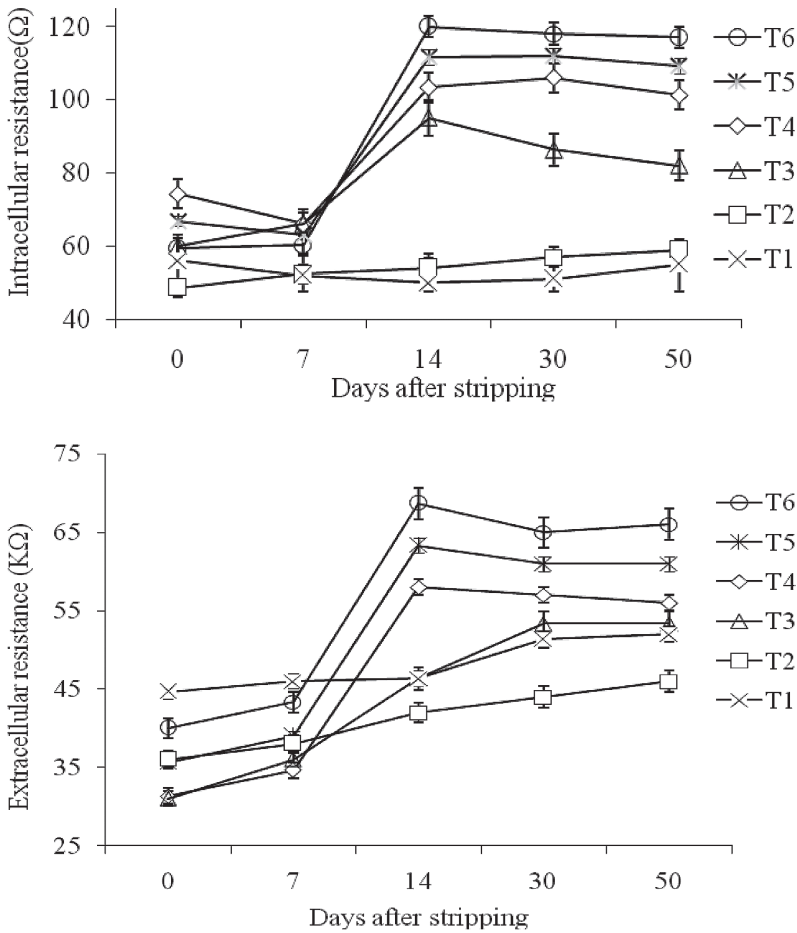 Intracellular resistance(Ω)
120
100
80
60
40
0 7 14 30 50
Days after stripping
T6
T5
T4
T3
T2
T1
Extracellular resistance (KΩ)
75
65
55
45
35
25
0 7 14 30 50
Days after stripping
T6
T5
T4
T3
T2
T1